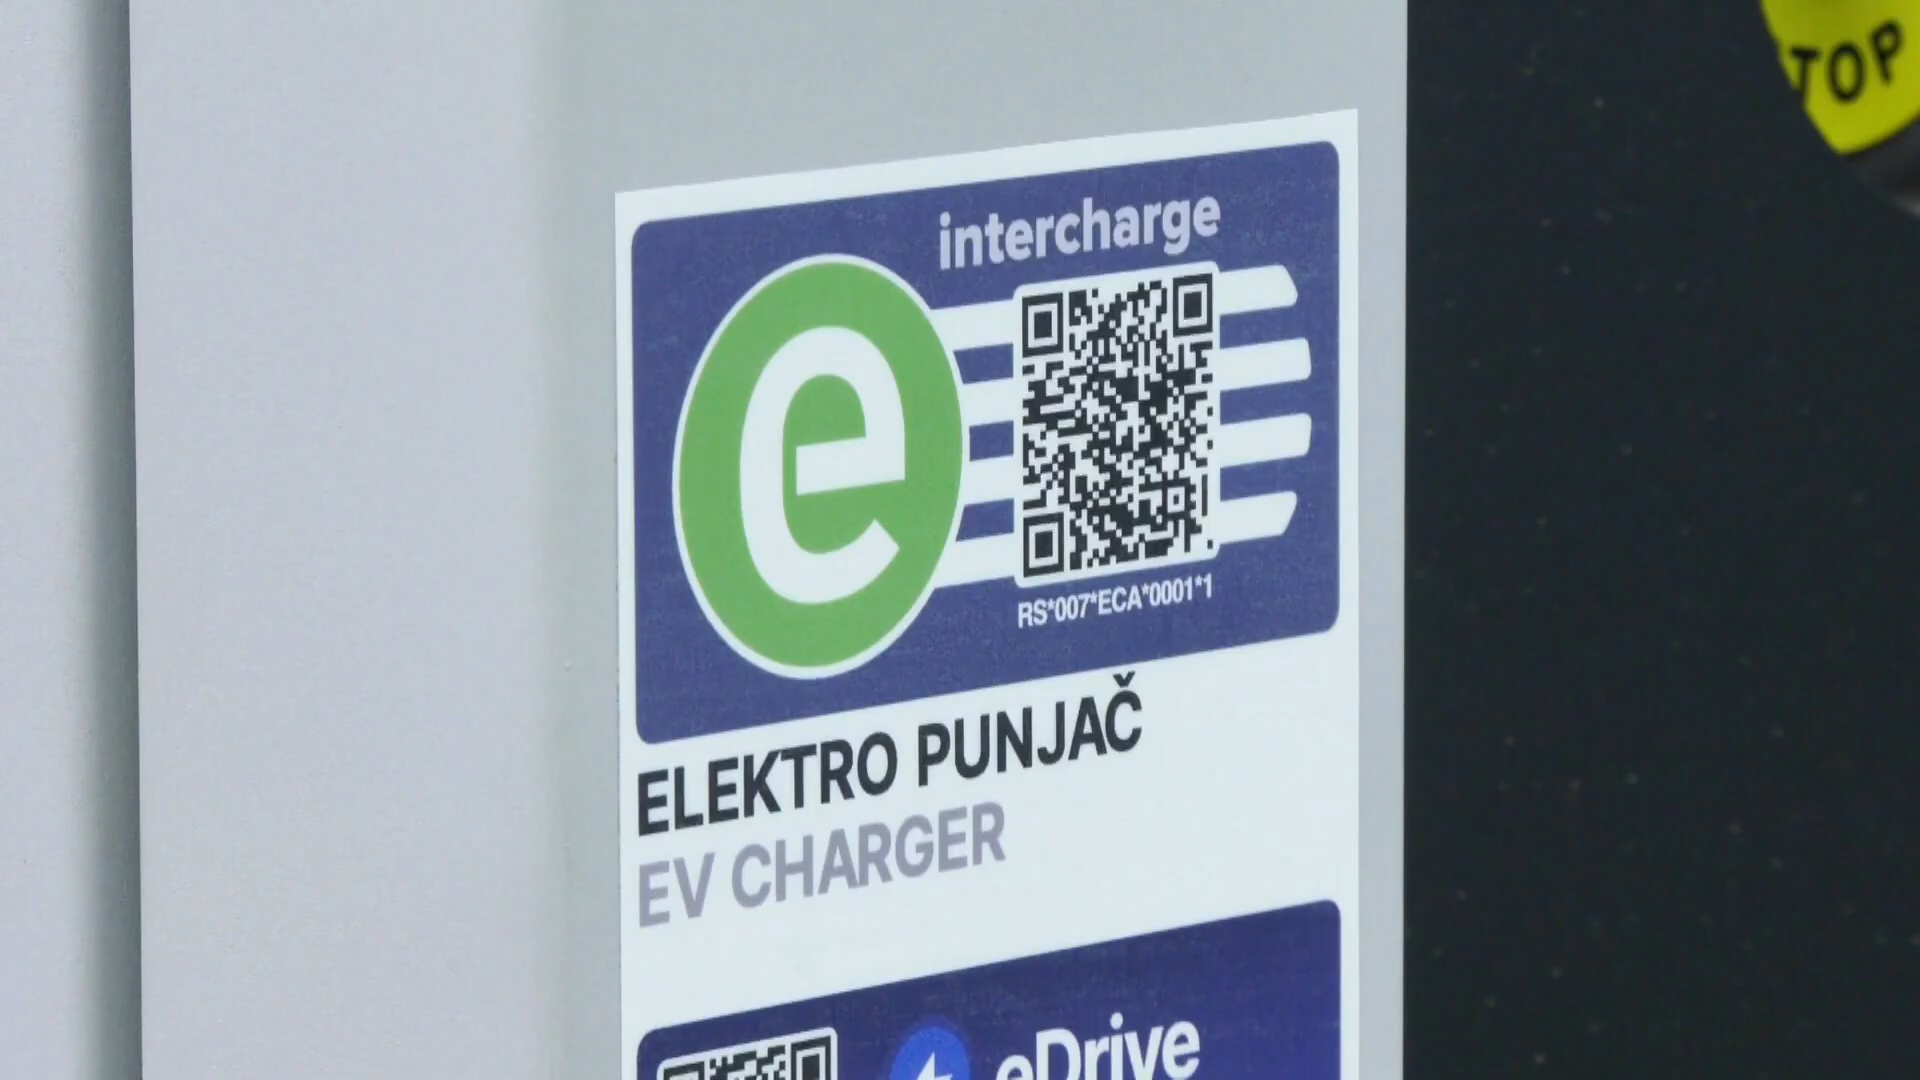 TOP
intercharge
e
RS*007*ECA*0001*1
ELEKTRO PUNJAČ
EV CHARGER
eDrive